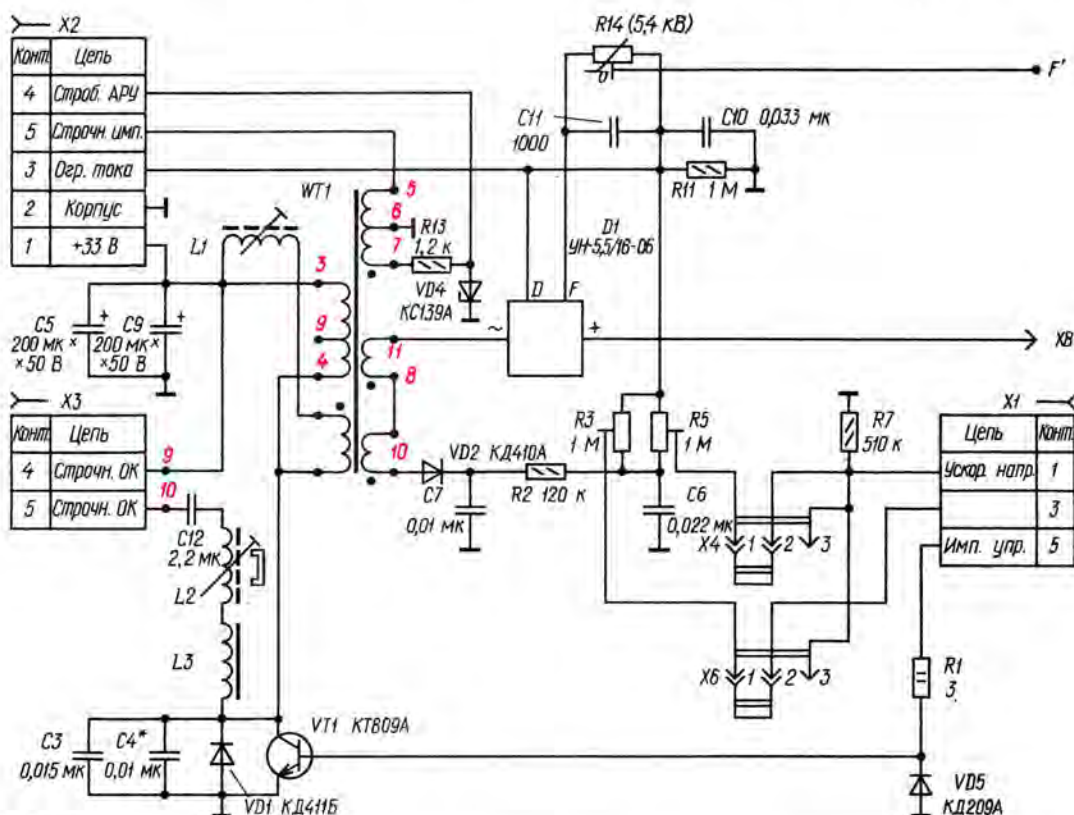 X2
Конт. Цепь
4 Строб. АРУ
5 Строчн. имп.
3 Огр. тока
2 Корпус
1 +33 В
R14 (5,4 кВ)
υ
F'
C11
1000
C10 0,033 мк
R11 1 М
WT1
5
6
7
R13
1,2 к
VD4
КС139А
D1
УН-5,5/16-06
D F
~ +
XB
L1
3
9
4
11
8
10
C5
200 мк ×
×50 В
C9
200 мк ×
×50 В
+ +
X3
Конт. Цепь
4 Строчн. ОК
5 Строчн. ОК
9
10
C12
2,2 мк
L2
L3
VD2 КД410А
C7
0,01 мк
R2 120 к
R3
1 М
R5
1 М
C6
0,022 мк
R7
510 к
X1
Цепь Конт.
Ускор. напр. 1
3
Имп. упр. 5
X4 1 2 3
X6 1 2 3
R1
3
VT1 КТ809А
C3
0,015 мк
C4*
0,01 мк
VD1 КД411Б
VD5
КД209А